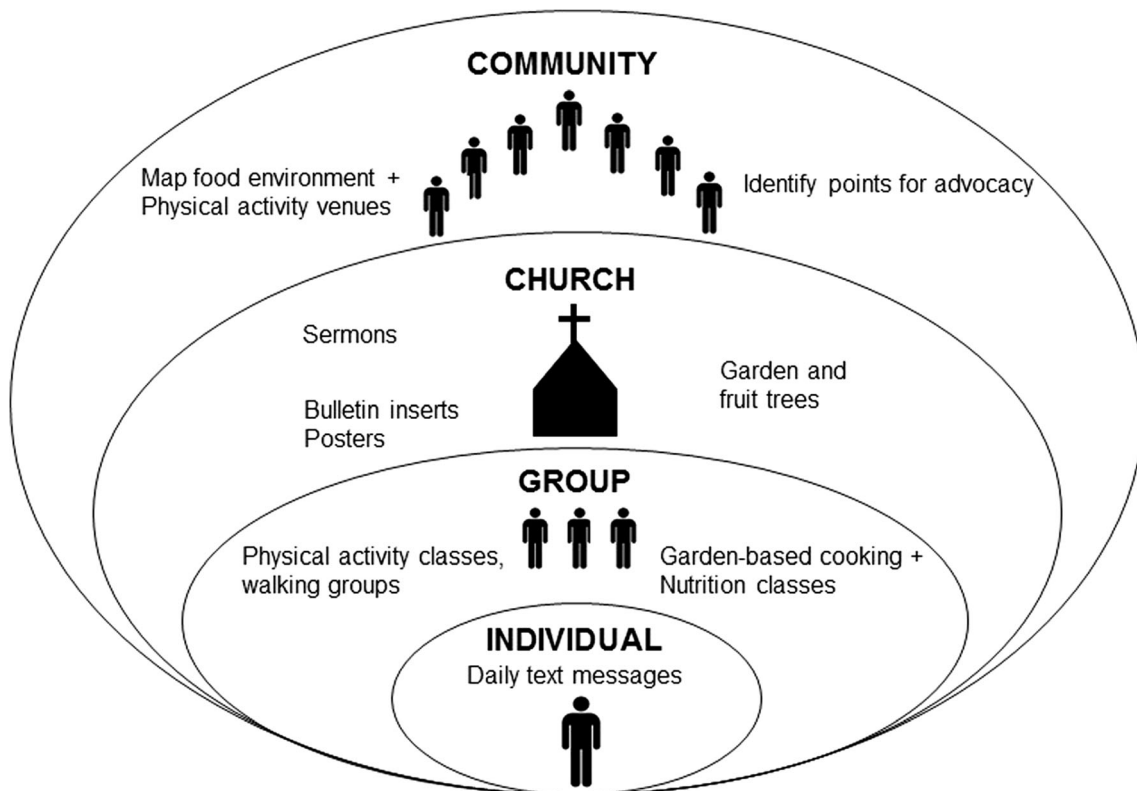 COMMUNITY
Map food environment +
Physical activity venues
Identify points for advocacy
CHURCH
Sermons
Bulletin inserts
Posters
Garden and
fruit trees
GROUP
Physical activity classes,
walking groups
Garden-based cooking +
Nutrition classes
INDIVIDUAL
Daily text messages